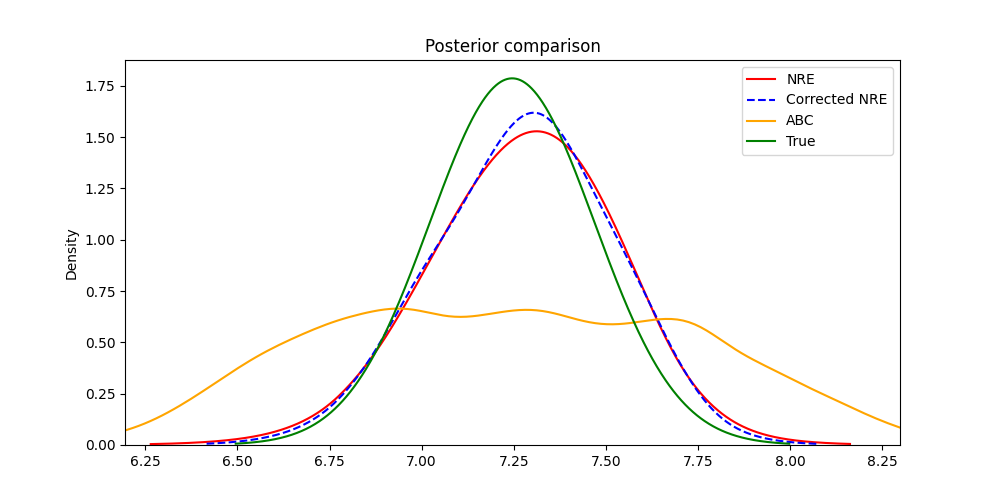 Posterior comparison
NRE
Corrected NRE
ABC
True
Density
1.75
1.50
1.25
1.00
0.75
0.50
0.25
0.00
6.25 6.50 6.75 7.00 7.25 7.50 7.75 8.00 8.25